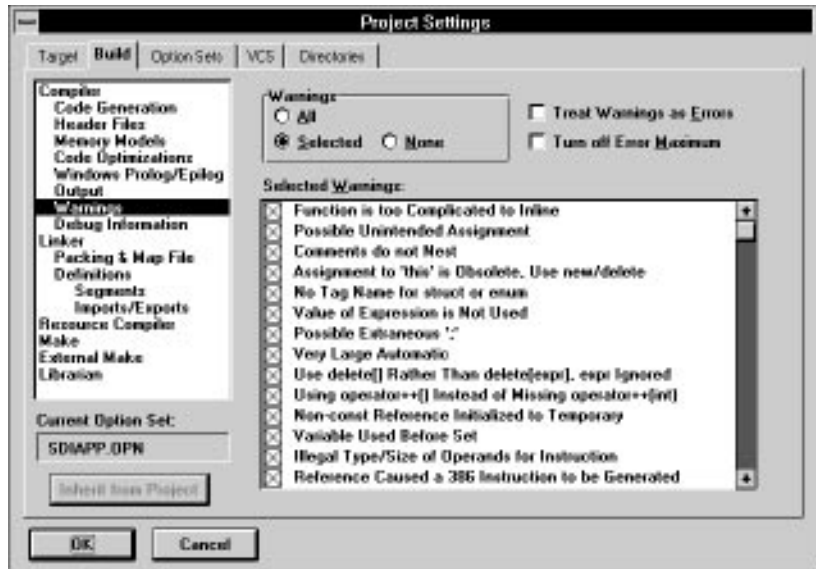 Project Settings
Target Build Option Sets VCS Directories
Compiler
Code Generation
Header Files
Memory Models
Code Optimizations
Windows Prolog/Epilog
Output
Warnings
Debug Information
Linker
Packing & Map File
Definitions
Segments
Imports/Exports
Resource Compiler
Make
External Make
Librarian
Current Option Set:
SDIAPP.OPN
Inherit from Project
Warnings
All
Selected None
Treat Warnings as Errors
Turn off Error Maximum
Selected Warnings:
Function is too Complicated to Inline
Possible Unintended Assignment
Comments do not Nest
Assignment to 'this' is Obsolete, Use new/delete
No Tag Name for struct or enum
Value of Expression is Not Used
Possible Extraneous ';'
Very Large Automatic
Use delete[] Rather Than delete[expr], expr Ignored
Using operator++() Instead of Missing operator++(int)
Non-const Reference Initialized to Temporary
Variable Used Before Set
Illegal Type/Size of Operands for Instruction
Reference Caused a 386 Instruction to be Generated
OK Cancel